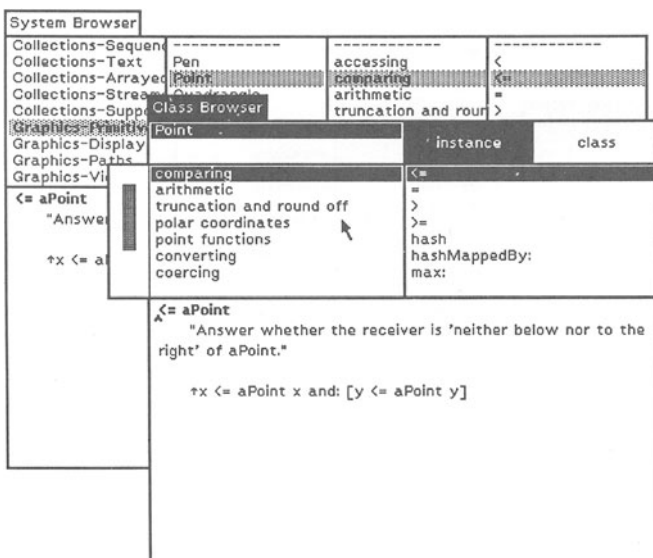 System Browser
Collections-Sequen
Collections-Text
Collections-Arrayed
Collections-Stream
Collections-Suppo
Graphics-Primitiv
Graphics-Display
Graphics-Paths
Graphics-Vi
------------
Pen
Point
Quadrangle
------------
accessing
comparing
arithmetic
truncation and roun
------------
<
<=
=
>
<= aPoint
"Answe
↑x <= a
Class Browser
Point
instance
class
comparing
arithmetic
truncation and round off
polar coordinates
point functions
converting
coercing
<=
=
>
>=
hash
hashMappedBy:
max:
<= aPoint
"Answer whether the receiver is 'neither below nor to the
right' of aPoint."
↑x <= aPoint x and: [y <= aPoint y]